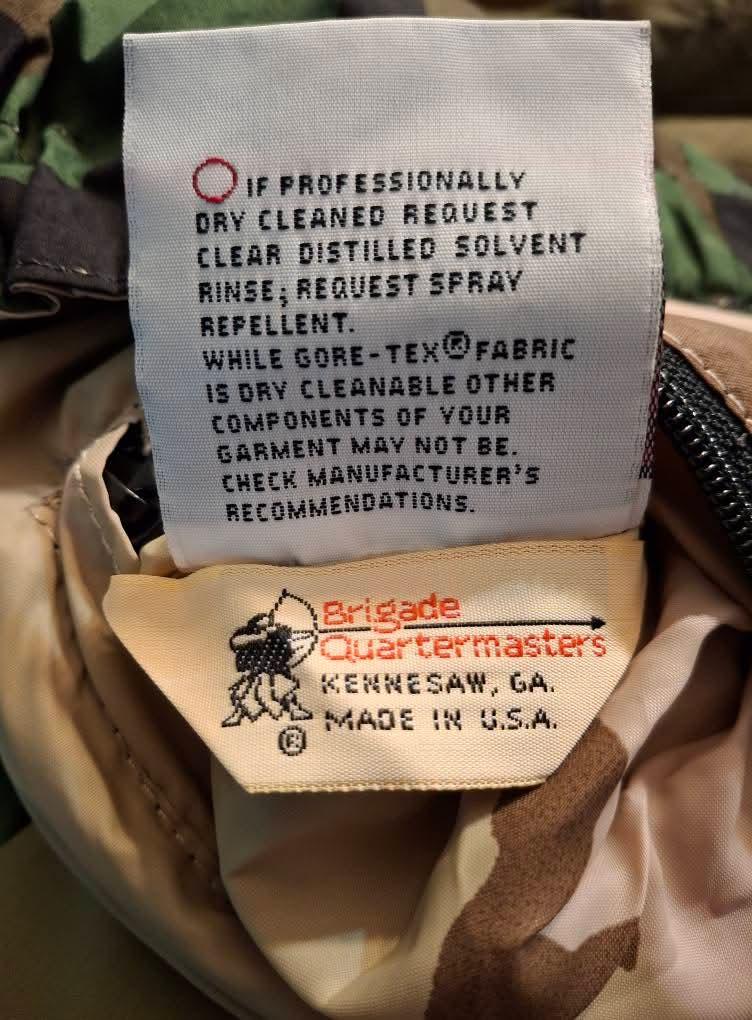 IF PROFESSIONALLY
DRY CLEANED REQUEST
CLEAR DISTILLED SOLVENT
RINSE; REQUEST SPRAY
REPELLENT.
WHILE GORE-TEX® FABRIC
IS DRY CLEANABLE OTHER
COMPONENTS OF YOUR
GARMENT MAY NOT BE.
CHECK MANUFACTURER'S
RECOMMENDATIONS.
Brigade
Quartermasters
KENNESAW, GA.
MADE IN U.S.A.
®